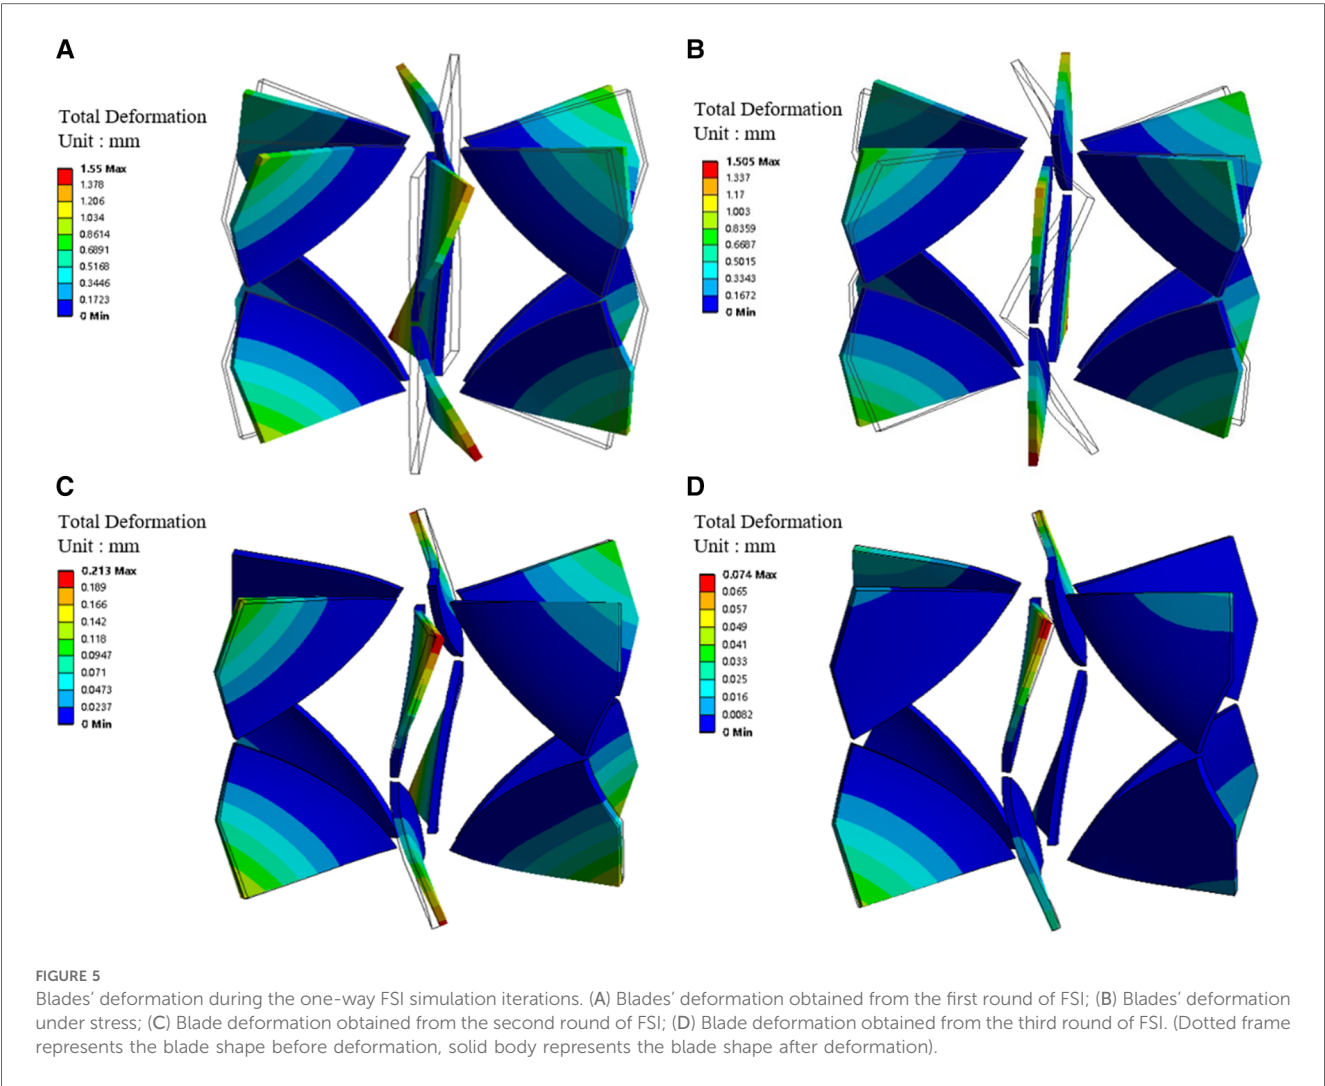 A
Total Deformation
Unit : mm
1.55 Max
1.378
1.206
1.034
0.8614
0.6891
0.5168
0.3446
0.1723
0 Min
B
Total Deformation
Unit : mm
1.505 Max
1.337
1.17
1.003
0.8359
0.6687
0.5015
0.3343
0.1672
0 Min
C
Total Deformation
Unit : mm
0.213 Max
0.189
0.166
0.142
0.118
0.0947
0.071
0.0473
0.0237
0 Min
D
Total Deformation
Unit : mm
0.074 Max
0.065
0.057
0.049
0.041
0.033
0.025
0.016
0.0082
0 Min
FIGURE 5
Blades’ deformation during the one-way FSI simulation iterations. (A) Blades’ deformation obtained from the first round of FSI; (B) Blades’ deformation
under stress; (C) Blade deformation obtained from the second round of FSI; (D) Blade deformation obtained from the third round of FSI. (Dotted frame
represents the blade shape before deformation, solid body represents the blade shape after deformation).